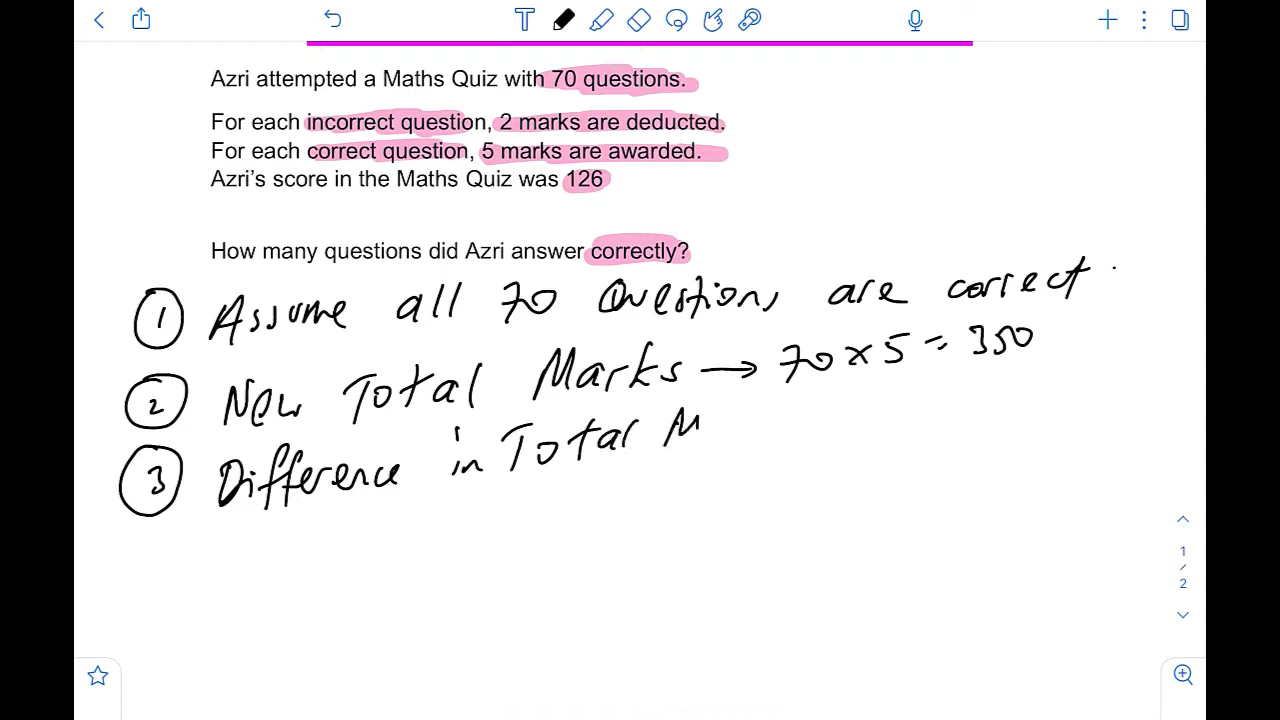 T
Azri attempted a Maths Quiz with 70 questions.
For each incorrect question, 2 marks are deducted.
For each correct question, 5 marks are awarded.
Azri's score in the Maths Quiz was 126
How many questions did Azri answer correctly?
1 Assume all 70 Questions are correct.
2 New Total Marks → 70 x 5 = 350
3 Difference in Total M
1
/
2